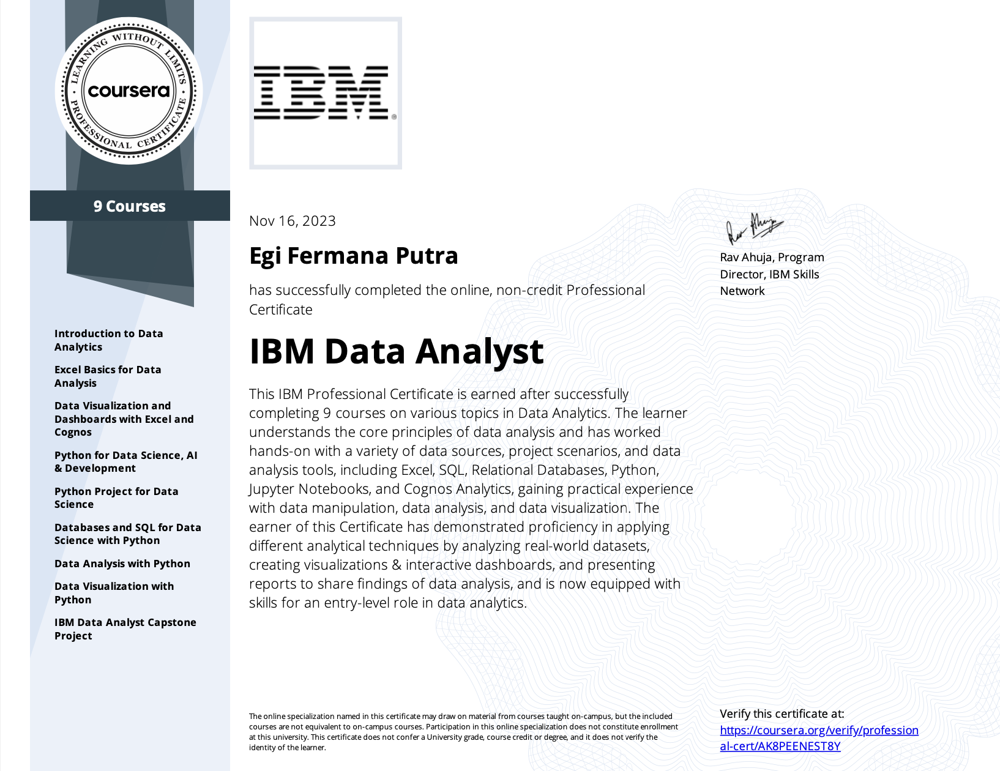 LEARNING WITHOUT LIMITS
coursera
PROFESSIONAL CERTIFICATE
9 Courses
Introduction to Data
Analytics
Excel Basics for Data
Analysis
Data Visualization and
Dashboards with Excel and
Cognos
Python for Data Science, AI
& Development
Python Project for Data
Science
Databases and SQL for Data
Science with Python
Data Analysis with Python
Data Visualization with
Python
IBM Data Analyst Capstone
Project
IBM®
Nov 16, 2023
Egi Fermana Putra
has successfully completed the online, non-credit Professional
Certificate
IBM Data Analyst
This IBM Professional Certificate is earned after successfully
completing 9 courses on various topics in Data Analytics. The learner
understands the core principles of data analysis and has worked
hands-on with a variety of data sources, project scenarios, and data
analysis tools, including Excel, SQL, Relational Databases, Python,
Jupyter Notebooks, and Cognos Analytics, gaining practical experience
with data manipulation, data analysis, and data visualization. The
earner of this Certificate has demonstrated proficiency in applying
different analytical techniques by analyzing real-world datasets,
creating visualizations & interactive dashboards, and presenting
reports to share findings of data analysis, and is now equipped with
skills for an entry-level role in data analytics.
Rav Ahuja
Rav Ahuja, Program
Director, IBM Skills
Network
The online specialization named in this certificate may draw on material from courses taught on-campus, but the included
courses are not equivalent to on-campus courses. Participation in this online specialization does not constitute enrollment
at this university. This certificate does not confer a University grade, course credit or degree, and it does not verify the
identity of the learner.
Verify this certificate at:
https://coursera.org/verify/profession
al-cert/AK8PEENEST8Y